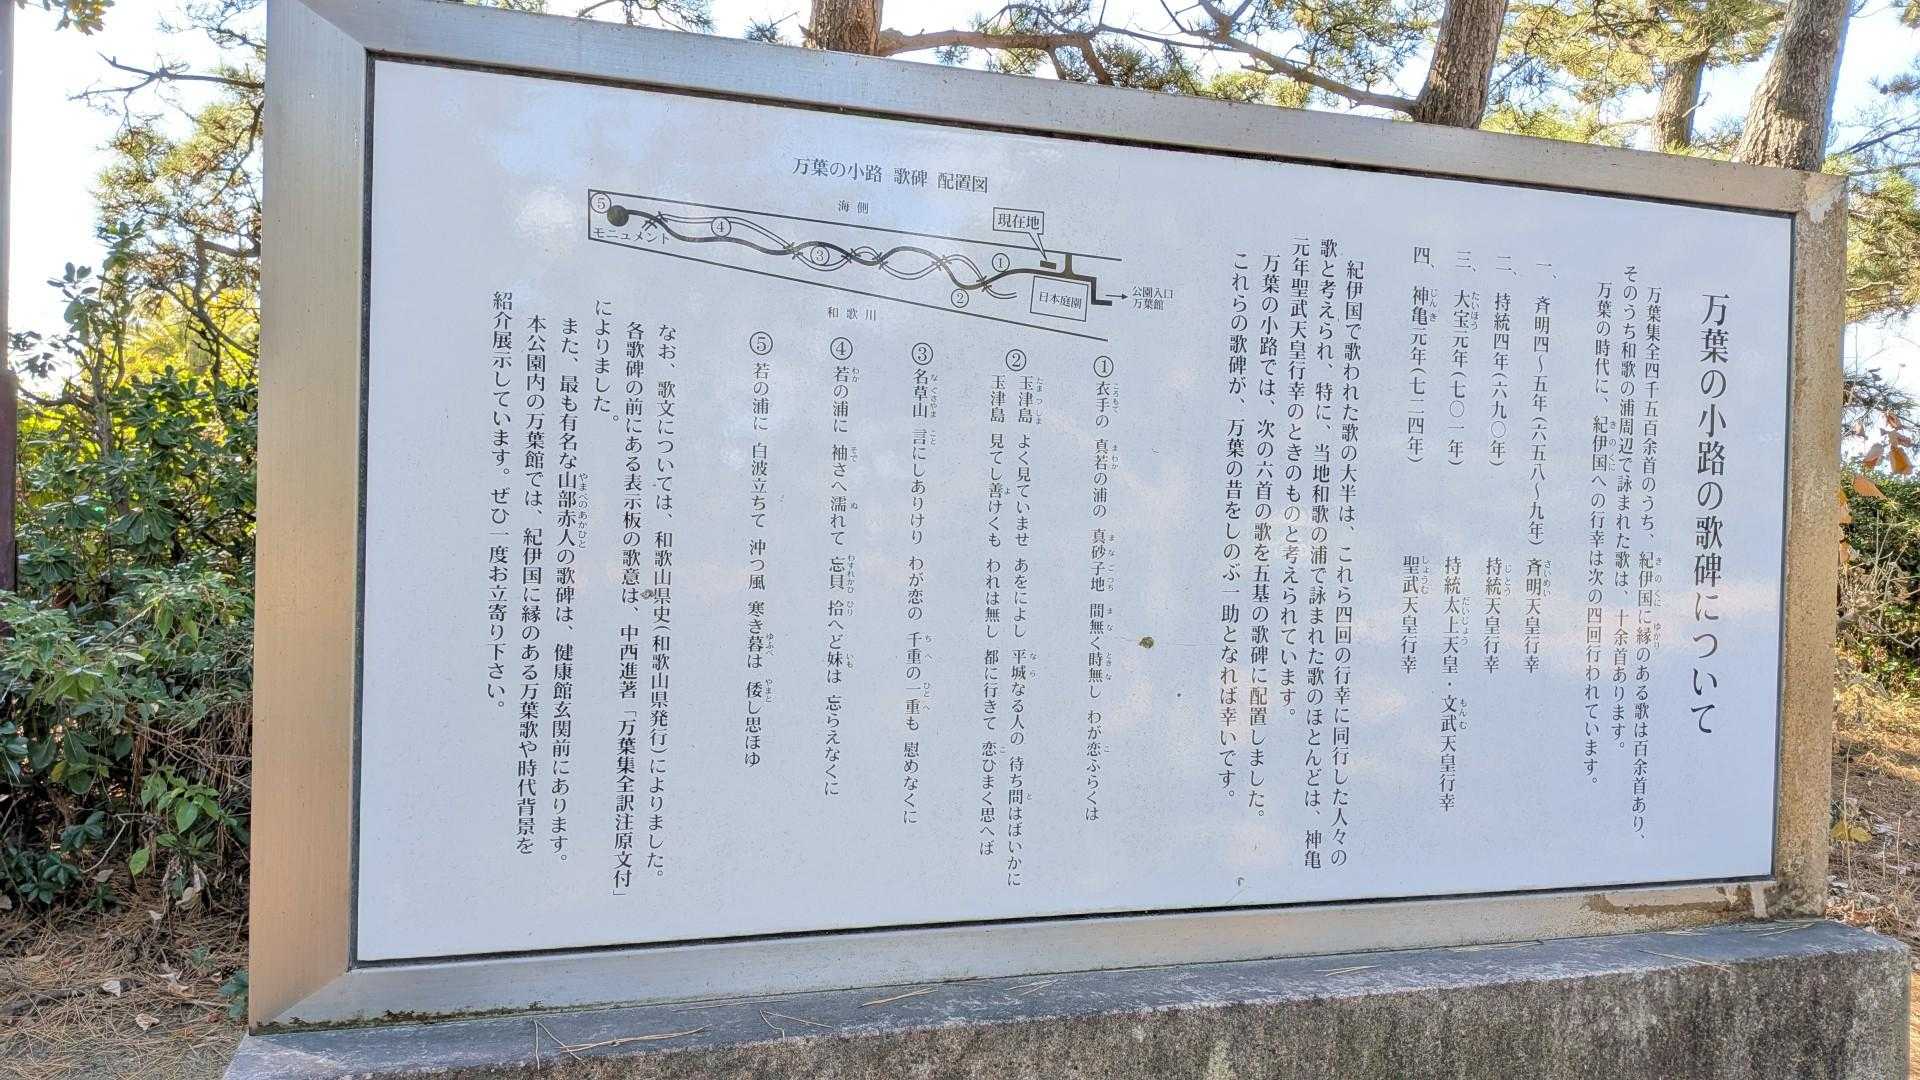 万葉の小路の歌碑について
万葉集全四千五百余首のうち、紀伊国に縁のある歌は百余首あり、
そのうち和歌の浦周辺で詠まれた歌は、十余首あります。
万葉の時代に、紀伊国への行幸は次の四回行われています。
一、斉明四〜五年(六五八〜九年)斉明天皇行幸
二、持統四年(六九〇年)持統天皇行幸
三、大宝元年(七〇一年)持統太上天皇・文武天皇行幸
四、神亀元年(七二四年)聖武天皇行幸
紀伊国で歌われた歌の大半は、これら四回の行幸に同行した人々の
歌と考えられ、特に、当地和歌の浦で詠まれた歌のほとんどは、神亀
元年聖武天皇行幸のときのものと考えられています。
万葉の小路では、次の六首の歌を五基の歌碑に配置しました。
これらの歌碑が、万葉の昔をしのぶ一助となれば幸いです。
万葉の小路 歌碑 配置図
海側
現在地
⑤
モニュメント
④
③
②
①
日本庭園
公園入口
万葉館
和歌川
① 衣手の 真若の浦の 真砂子地 間無く時無し わが恋ふらくは
② 玉津島 よく見ていませ あをによし 平城なる人の 待ち問はばいかに
玉津島 見てし善けくも われは無し 都に行きて 恋ひまく思へば
③ 名草山 言にしありけり わが恋の 千重の一重も 慰めなくに
④ 若の浦に 袖さへ濡れて 忘貝 拾へど妹は 忘らえなくに
⑤ 若の浦に 白波立ちて 沖つ風 寒き暮は 倭し思ほゆ
なお、歌文については、和歌山県史(和歌山県発行)によりました。
各歌碑の前にある表示板の歌意は、中西進著「万葉集全訳注原文付」
によりました。
また、最も有名な山部赤人の歌碑は、健康館玄関前にあります。
本公園内の万葉館では、紀伊国に縁のある万葉歌や時代背景を
紹介展示しています。ぜひ一度お立寄り下さい。